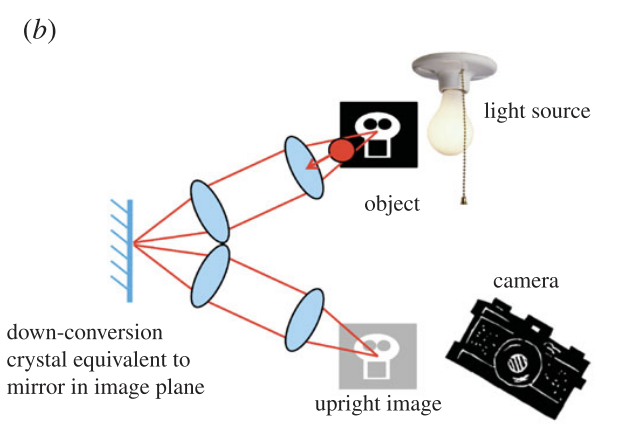 (b)
light source
object
camera
down-conversion
crystal equivalent to
mirror in image plane
upright image